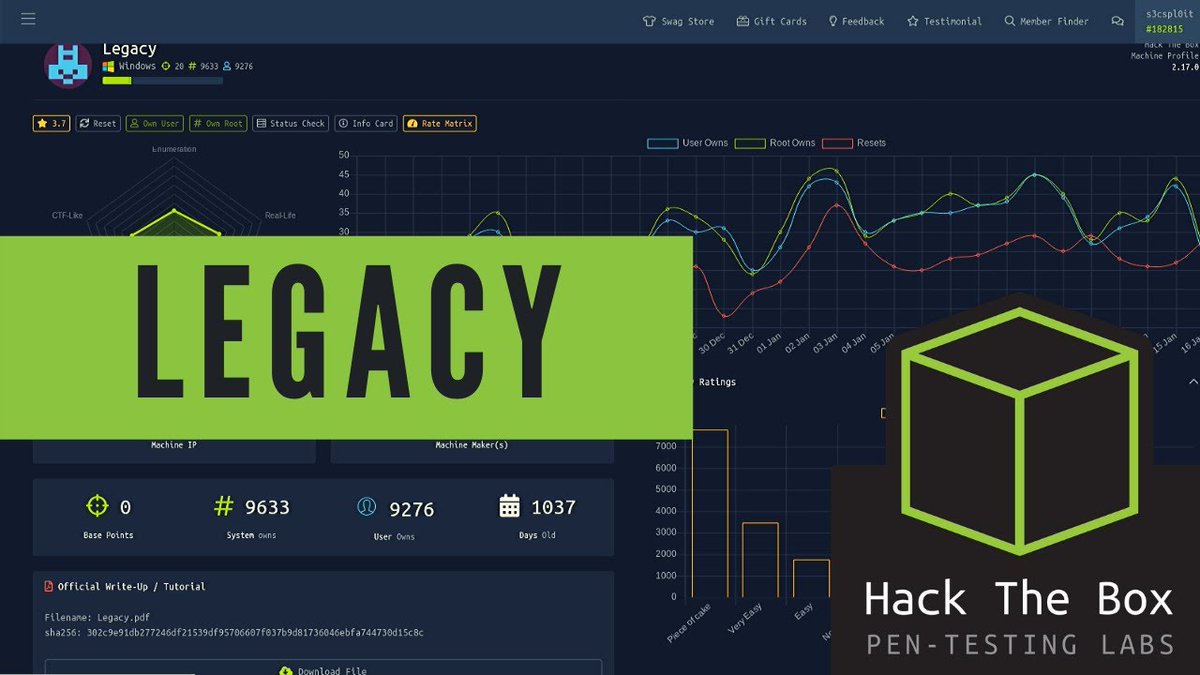 Swag Store Gift Cards Feedback Testimonial Member Finder s3cspl0it
#182815
Legacy
Hack The Box
Machine Profile
2.17.0
Windows 20 # 9633 9276
3.7 Reset Own User # Own Root Status Check Info Card Rate Matrix
User Owns Root Owns Resets
Enumeration
CTF-Like
Real-Life
50
45
40
35
30
30 Dec 31 Dec 01 Jan 02 Jan 03 Jan 04 Jan 15 Jan
LEGACY
Ratings
Machine IP
Machine Maker(s)
7000
6000
5000
4000
3000
2000
1000
0
Piece of cake Very Easy Easy
0 # 9633 9276 1037
Base Points System owns User Owns Days Old
Official Write-Up / Tutorial
Filename: Legacy.pdf
sha256: 302c9e91db277246df21539df95706607f037b9d81736046ebfa744730d15c8c
Download File
Hack The Box
PEN-TESTING LABS